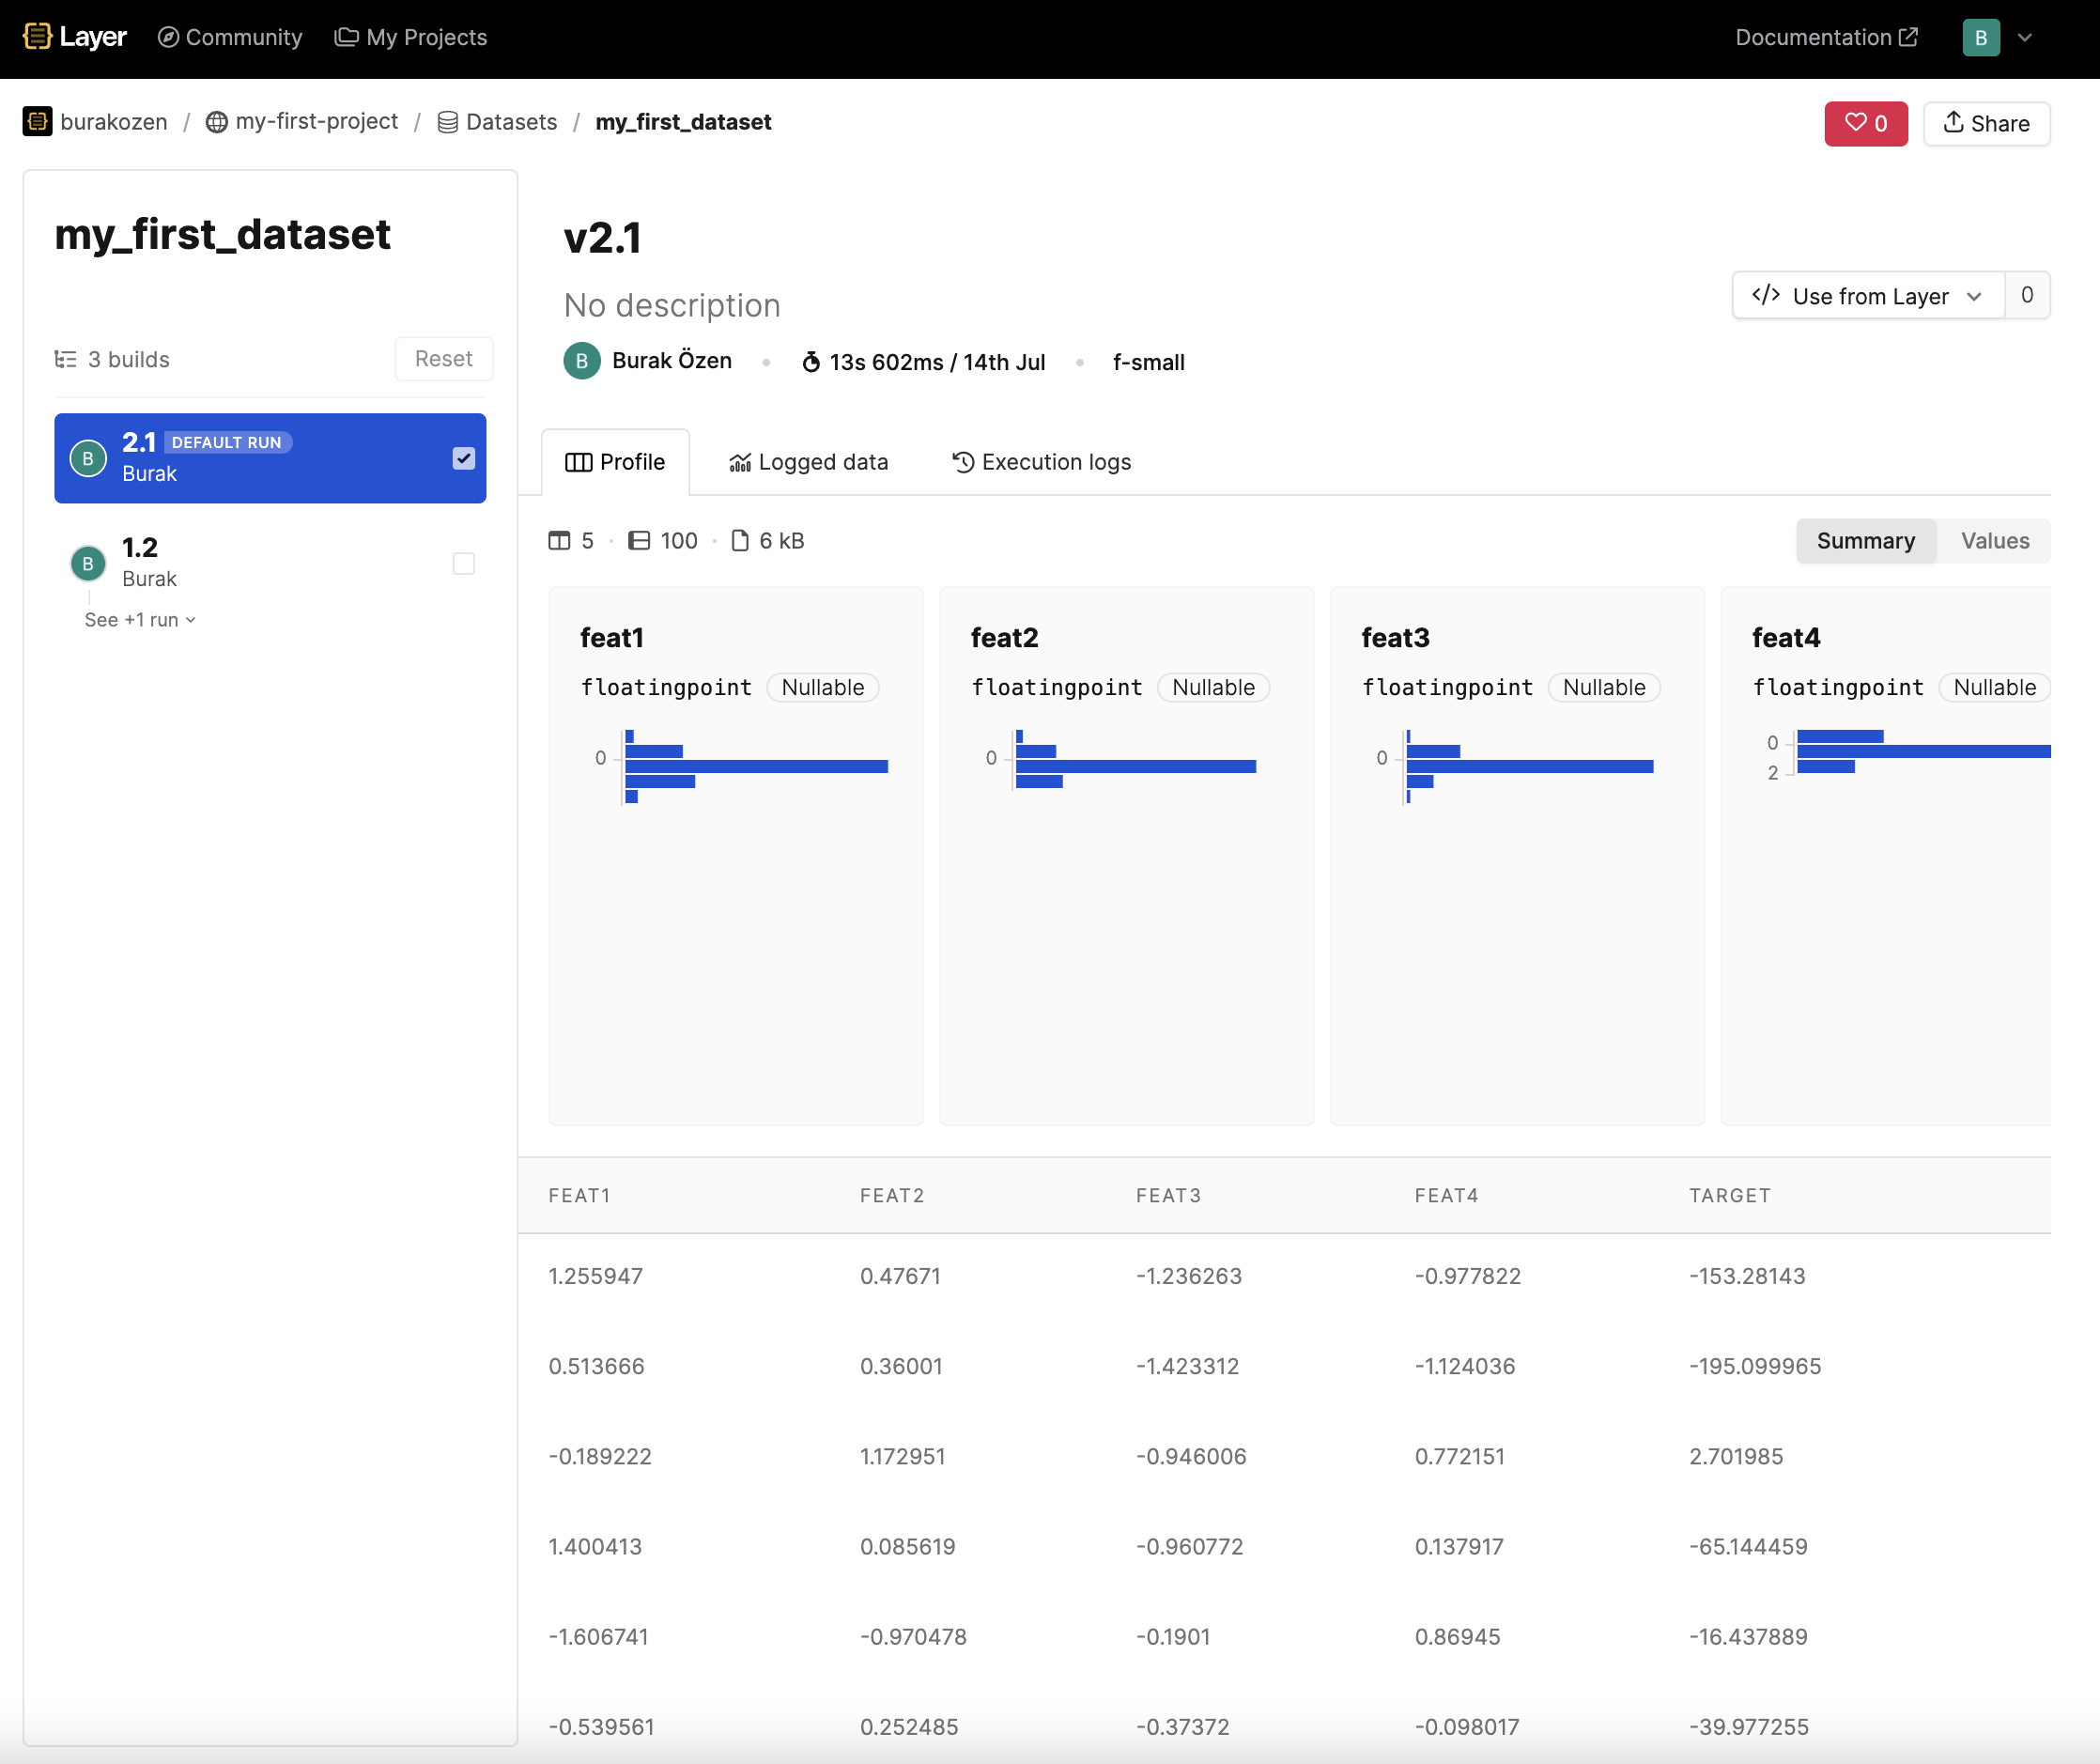 Layer Community My Projects Documentation B
burakozen / my-first-project / Datasets / my_first_dataset
0 Share
my_first_dataset
3 builds Reset
B 2.1 DEFAULT RUN
Burak
B 1.2
Burak
See +1 run
v2.1
No description
Use from Layer 0
B Burak Özen • 13s 602ms / 14th Jul • f-small
Profile Logged data Execution logs
5 · 100 · 6 kB
Summary Values
feat1
floatingpoint Nullable
0
feat2
floatingpoint Nullable
0
feat3
floatingpoint Nullable
0
feat4
floatingpoint Nullable
0
2
FEAT1 FEAT2 FEAT3 FEAT4 TARGET
1.255947 0.47671 -1.236263 -0.977822 -153.28143
0.513666 0.36001 -1.423312 -1.124036 -195.099965
-0.189222 1.172951 -0.946006 0.772151 2.701985
1.400413 0.085619 -0.960772 0.137917 -65.144459
-1.606741 -0.970478 -0.1901 0.86945 -16.437889
-0.539561 0.252485 -0.37372 -0.098017 -39.977255